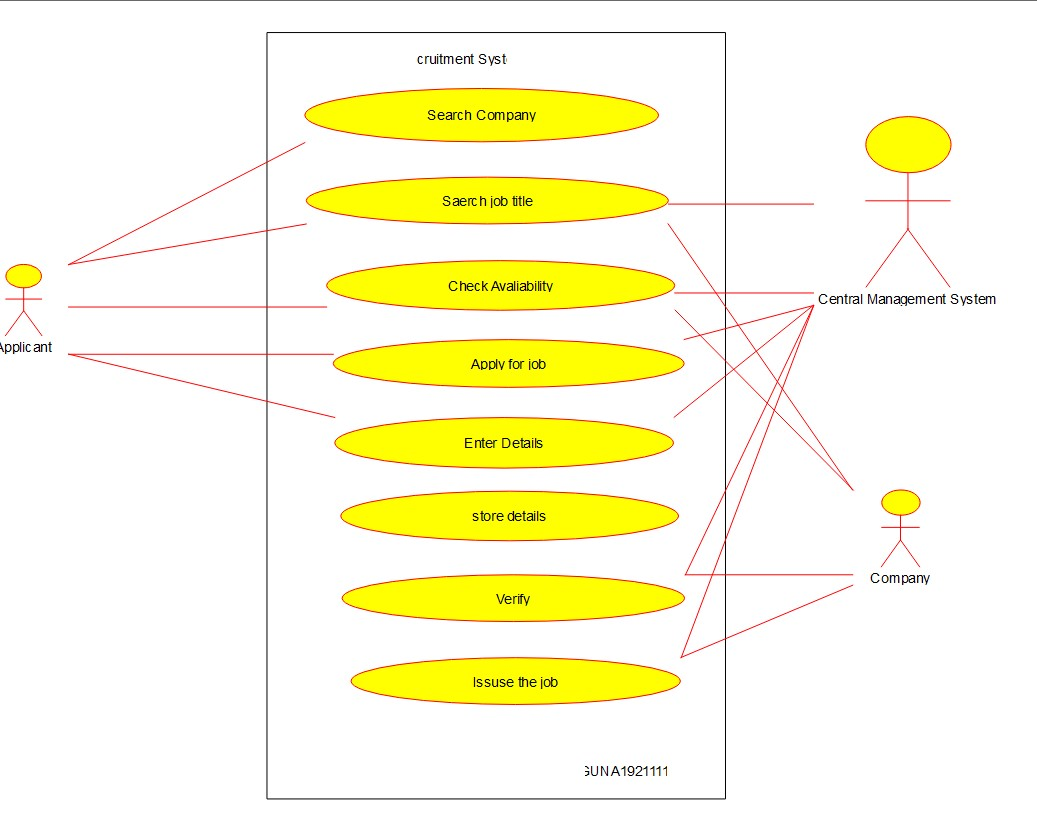 cruitment Syst
Search Company
Saerch job title
Check Avaliability
Applicant
Central Management System
Apply for job
Enter Details
store details
Company
Verify
Issuse the job
GUNA1921111